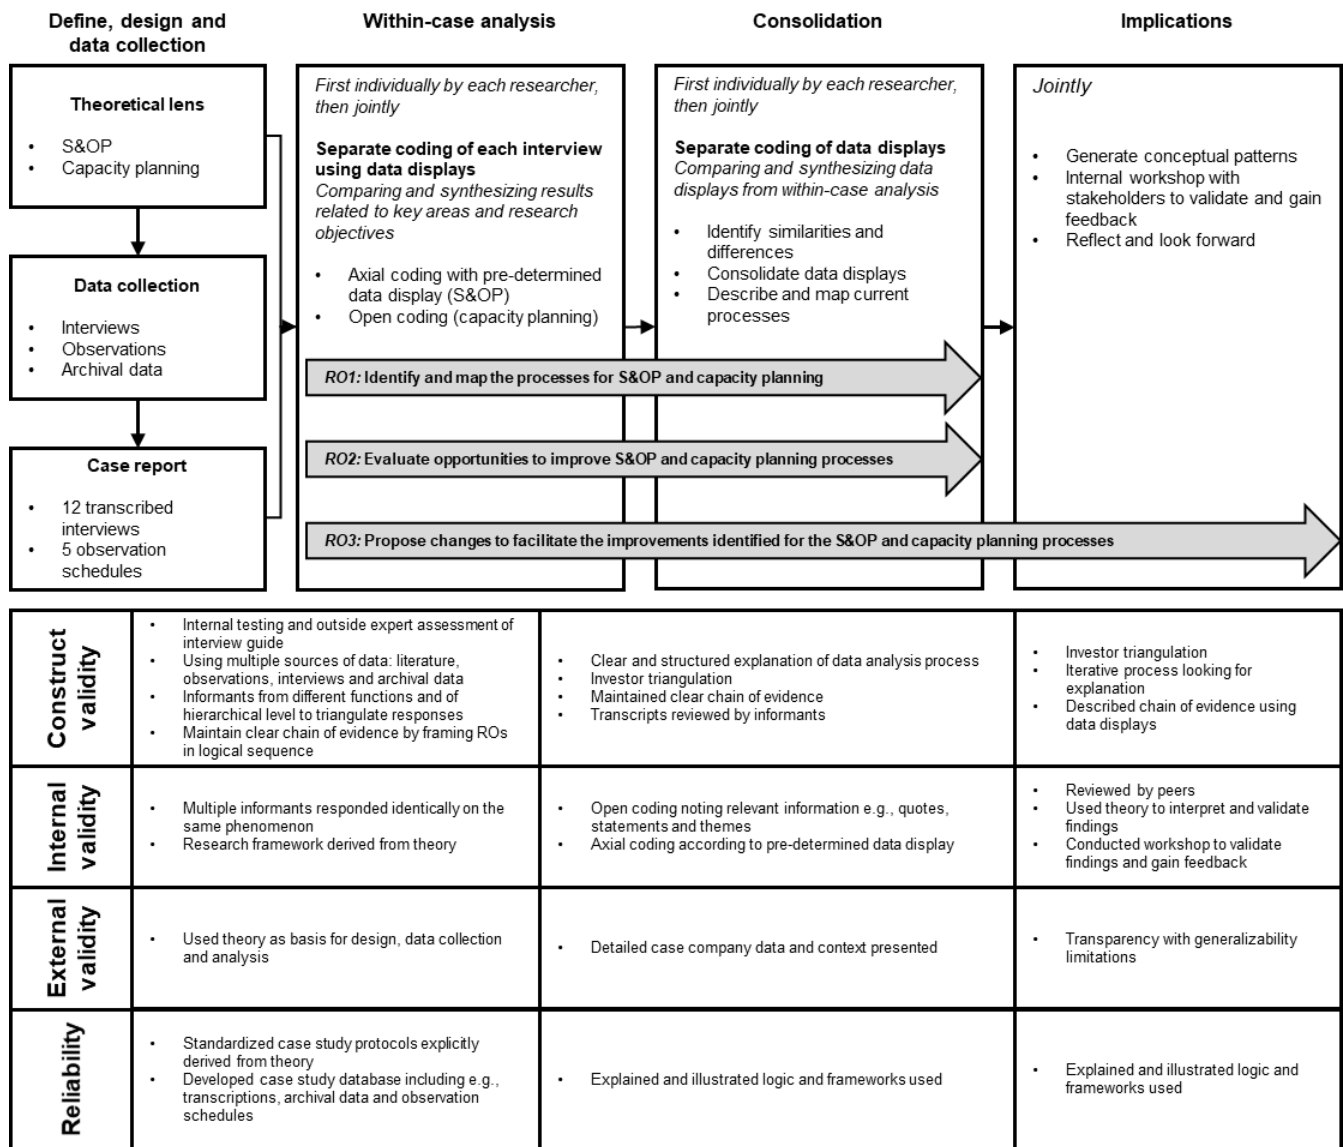 Define, design and
data collection
Within-case analysis
Consolidation
Implications
Theoretical lens
• S&OP
• Capacity planning
Data collection
• Interviews
• Observations
• Archival data
Case report
• 12 transcribed
interviews
• 5 observation
schedules
First individually by each researcher,
then jointly
Separate coding of each interview
using data displays
Comparing and synthesizing results
related to key areas and research
objectives
• Axial coding with pre-determined
data display (S&OP)
• Open coding (capacity planning)
First individually by each researcher,
then jointly
Separate coding of data displays
Comparing and synthesizing data
displays from within-case analysis
• Identify similarities and
differences
• Consolidate data displays
• Describe and map current
processes
Jointly
• Generate conceptual patterns
• Internal workshop with
stakeholders to validate and gain
feedback
• Reflect and look forward
RO1: Identify and map the processes for S&OP and capacity planning
RO2: Evaluate opportunities to improve S&OP and capacity planning processes
RO3: Propose changes to facilitate the improvements identified for the S&OP and capacity planning processes
Construct
validity
• Internal testing and outside expert assessment of
interview guide
• Using multiple sources of data: literature,
observations, interviews and archival data
• Informants from different functions and of
hierarchical level to triangulate responses
• Maintain clear chain of evidence by framing ROs
in logical sequence
• Clear and structured explanation of data analysis process
• Investor triangulation
• Maintained clear chain of evidence
• Transcripts reviewed by informants
• Investor triangulation
• Iterative process looking for
explanation
• Described chain of evidence using
data displays
Internal
validity
• Multiple informants responded identically on the
same phenomenon
• Research framework derived from theory
• Open coding noting relevant information e.g., quotes,
statements and themes
• Axial coding according to pre-determined data display
• Reviewed by peers
• Used theory to interpret and validate
findings
• Conducted workshop to validate
findings and gain feedback
External
validity
• Used theory as basis for design, data collection
and analysis
• Detailed case company data and context presented
• Transparency with generalizability
limitations
Reliability
• Standardized case study protocols explicitly
derived from theory
• Developed case study database including e.g.,
transcriptions, archival data and observation
schedules
• Explained and illustrated logic and frameworks used
• Explained and illustrated logic and
frameworks used